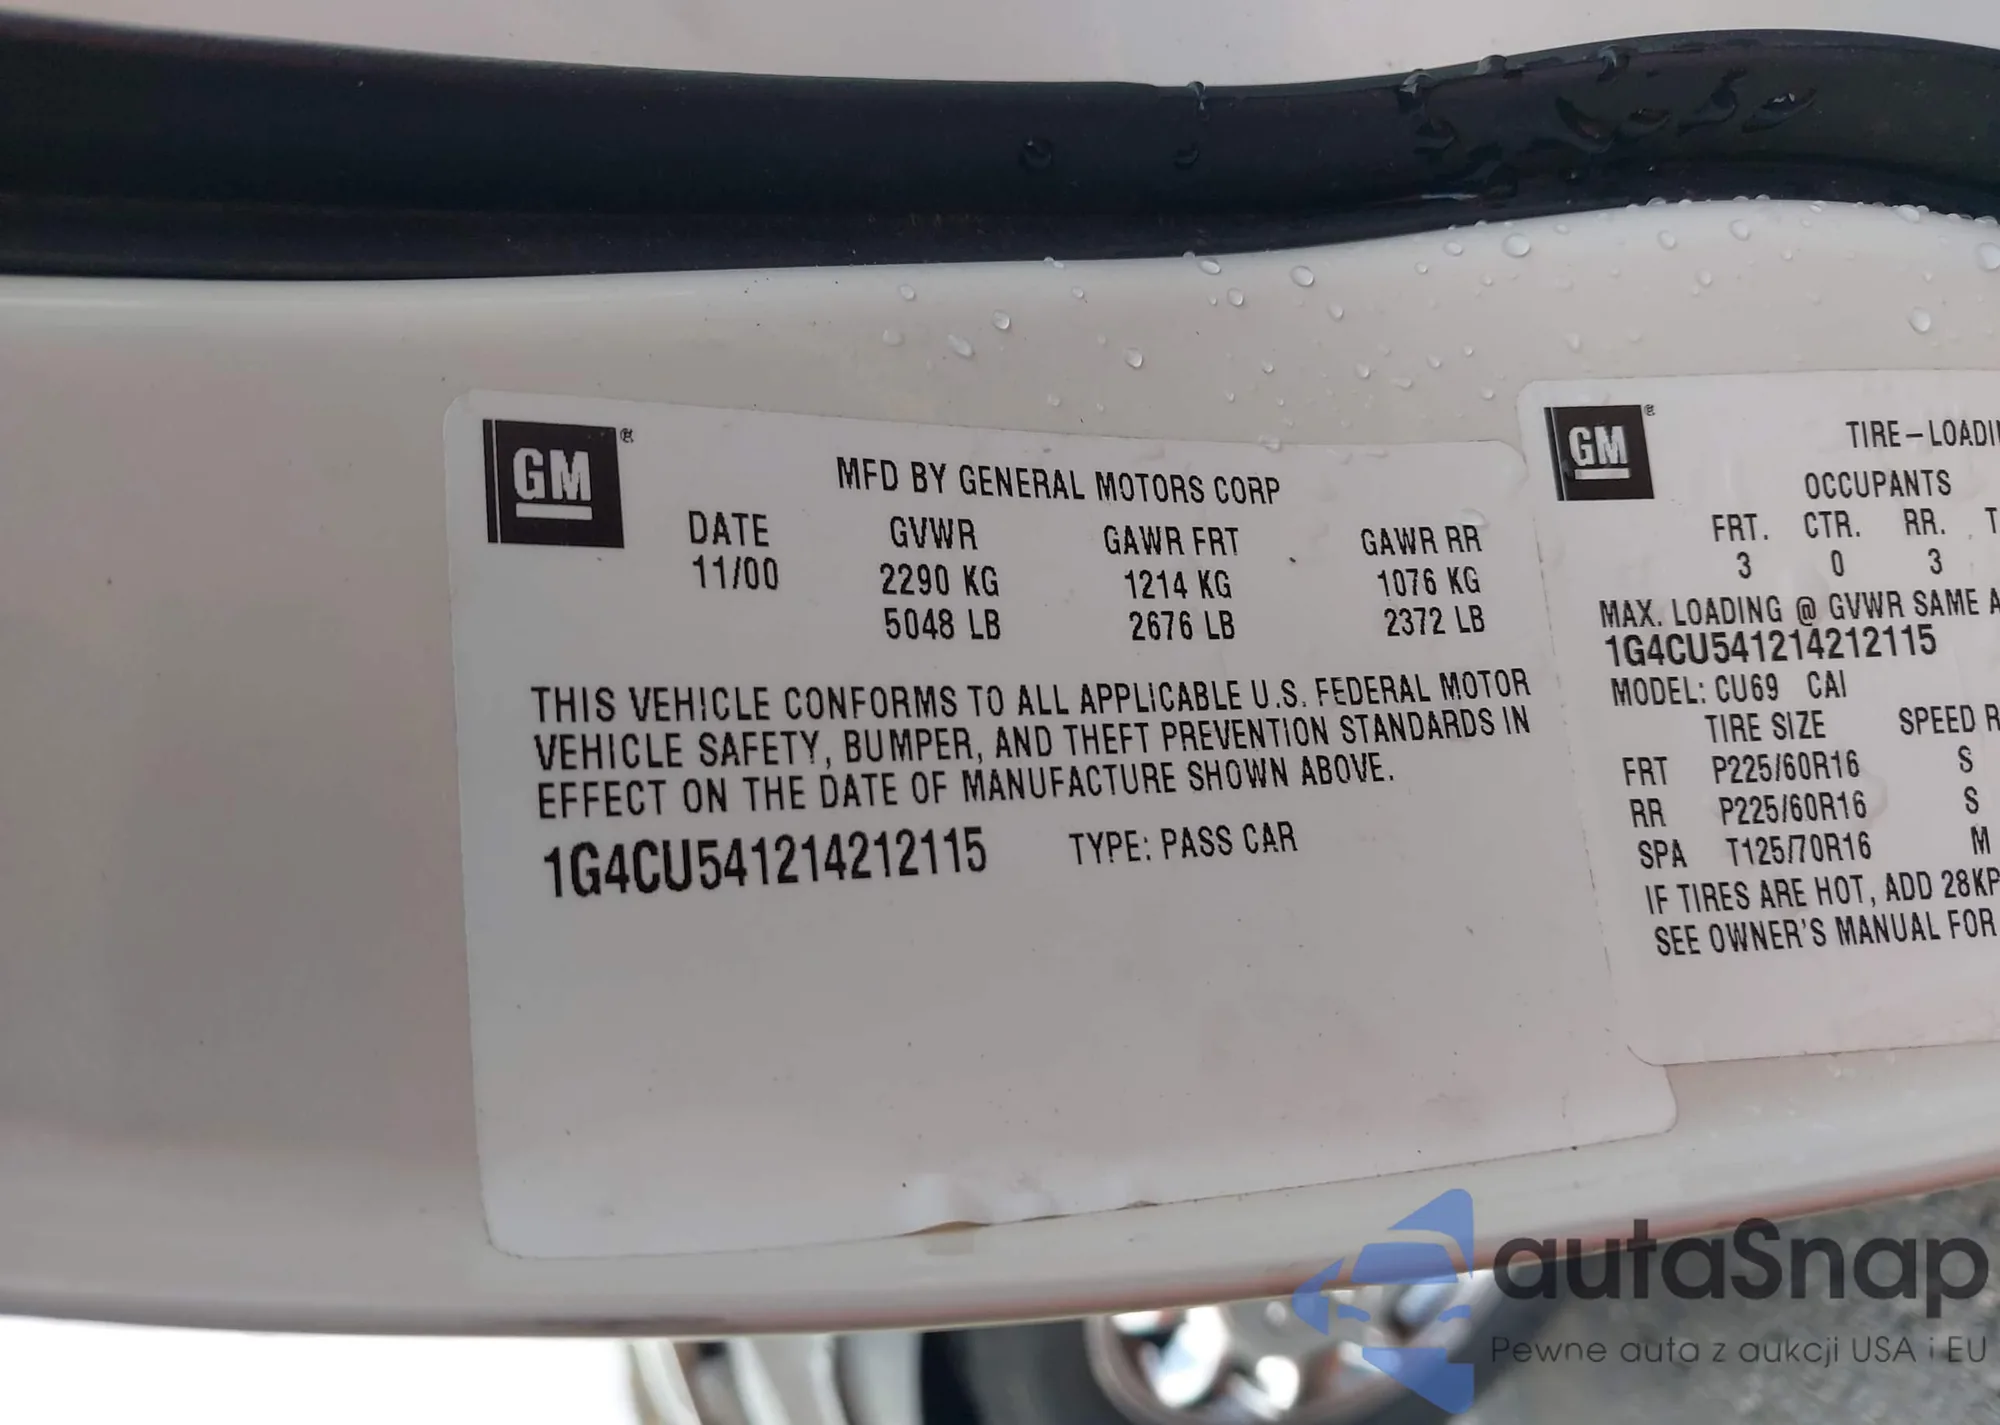 GM®
MFD BY GENERAL MOTORS CORP
DATE GVWR GAWR FRT GAWR RR
11/00 2290 KG 1214 KG 1076 KG
5048 LB 2676 LB 2372 LB
THIS VEHICLE CONFORMS TO ALL APPLICABLE U.S. FEDERAL MOTOR
VEHICLE SAFETY, BUMPER, AND THEFT PREVENTION STANDARDS IN
EFFECT ON THE DATE OF MANUFACTURE SHOWN ABOVE.
1G4CU541214212115 TYPE: PASS CAR
GM®
TIRE-LOADI
OCCUPANTS
FRT. CTR. RR. T
3 0 3
MAX. LOADING @ GVWR SAME A
1G4CU541214212115
MODEL: CU69 CAI
TIRE SIZE SPEED R
FRT P225/60R16 S
RR P225/60R16 S
SPA T125/70R16 M
IF TIRES ARE HOT, ADD 28KP
SEE OWNER'S MANUAL FOR
autaSnap
Pewne auta z aukcji USA i EU